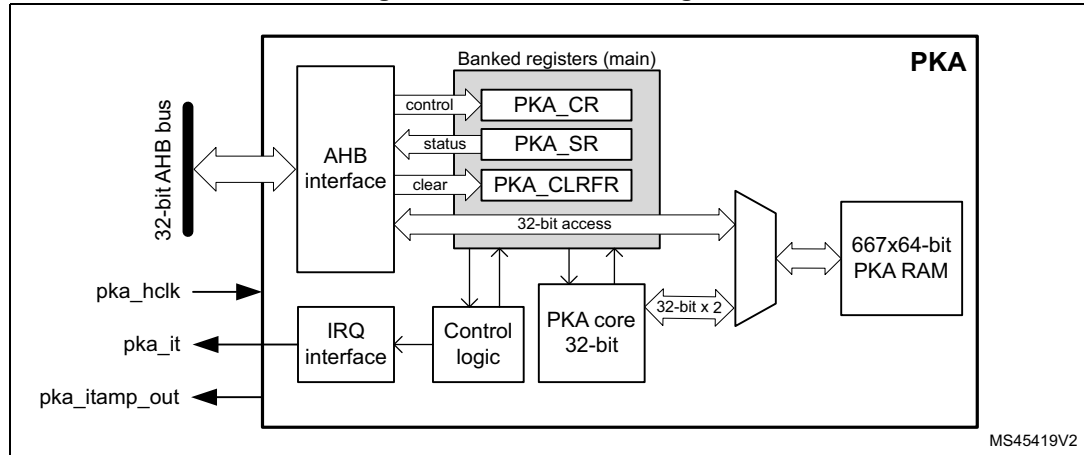 PKA
Banked registers (main)
32-bit AHB bus
AHB
interface
control
PKA_CR
status
PKA_SR
clear
PKA_CLRFR
32-bit access
667x64-bit
PKA RAM
pka_hclk
pka_it
pka_itamp_out
IRQ
interface
Control
logic
PKA core
32-bit
32-bit x 2
MS45419V2